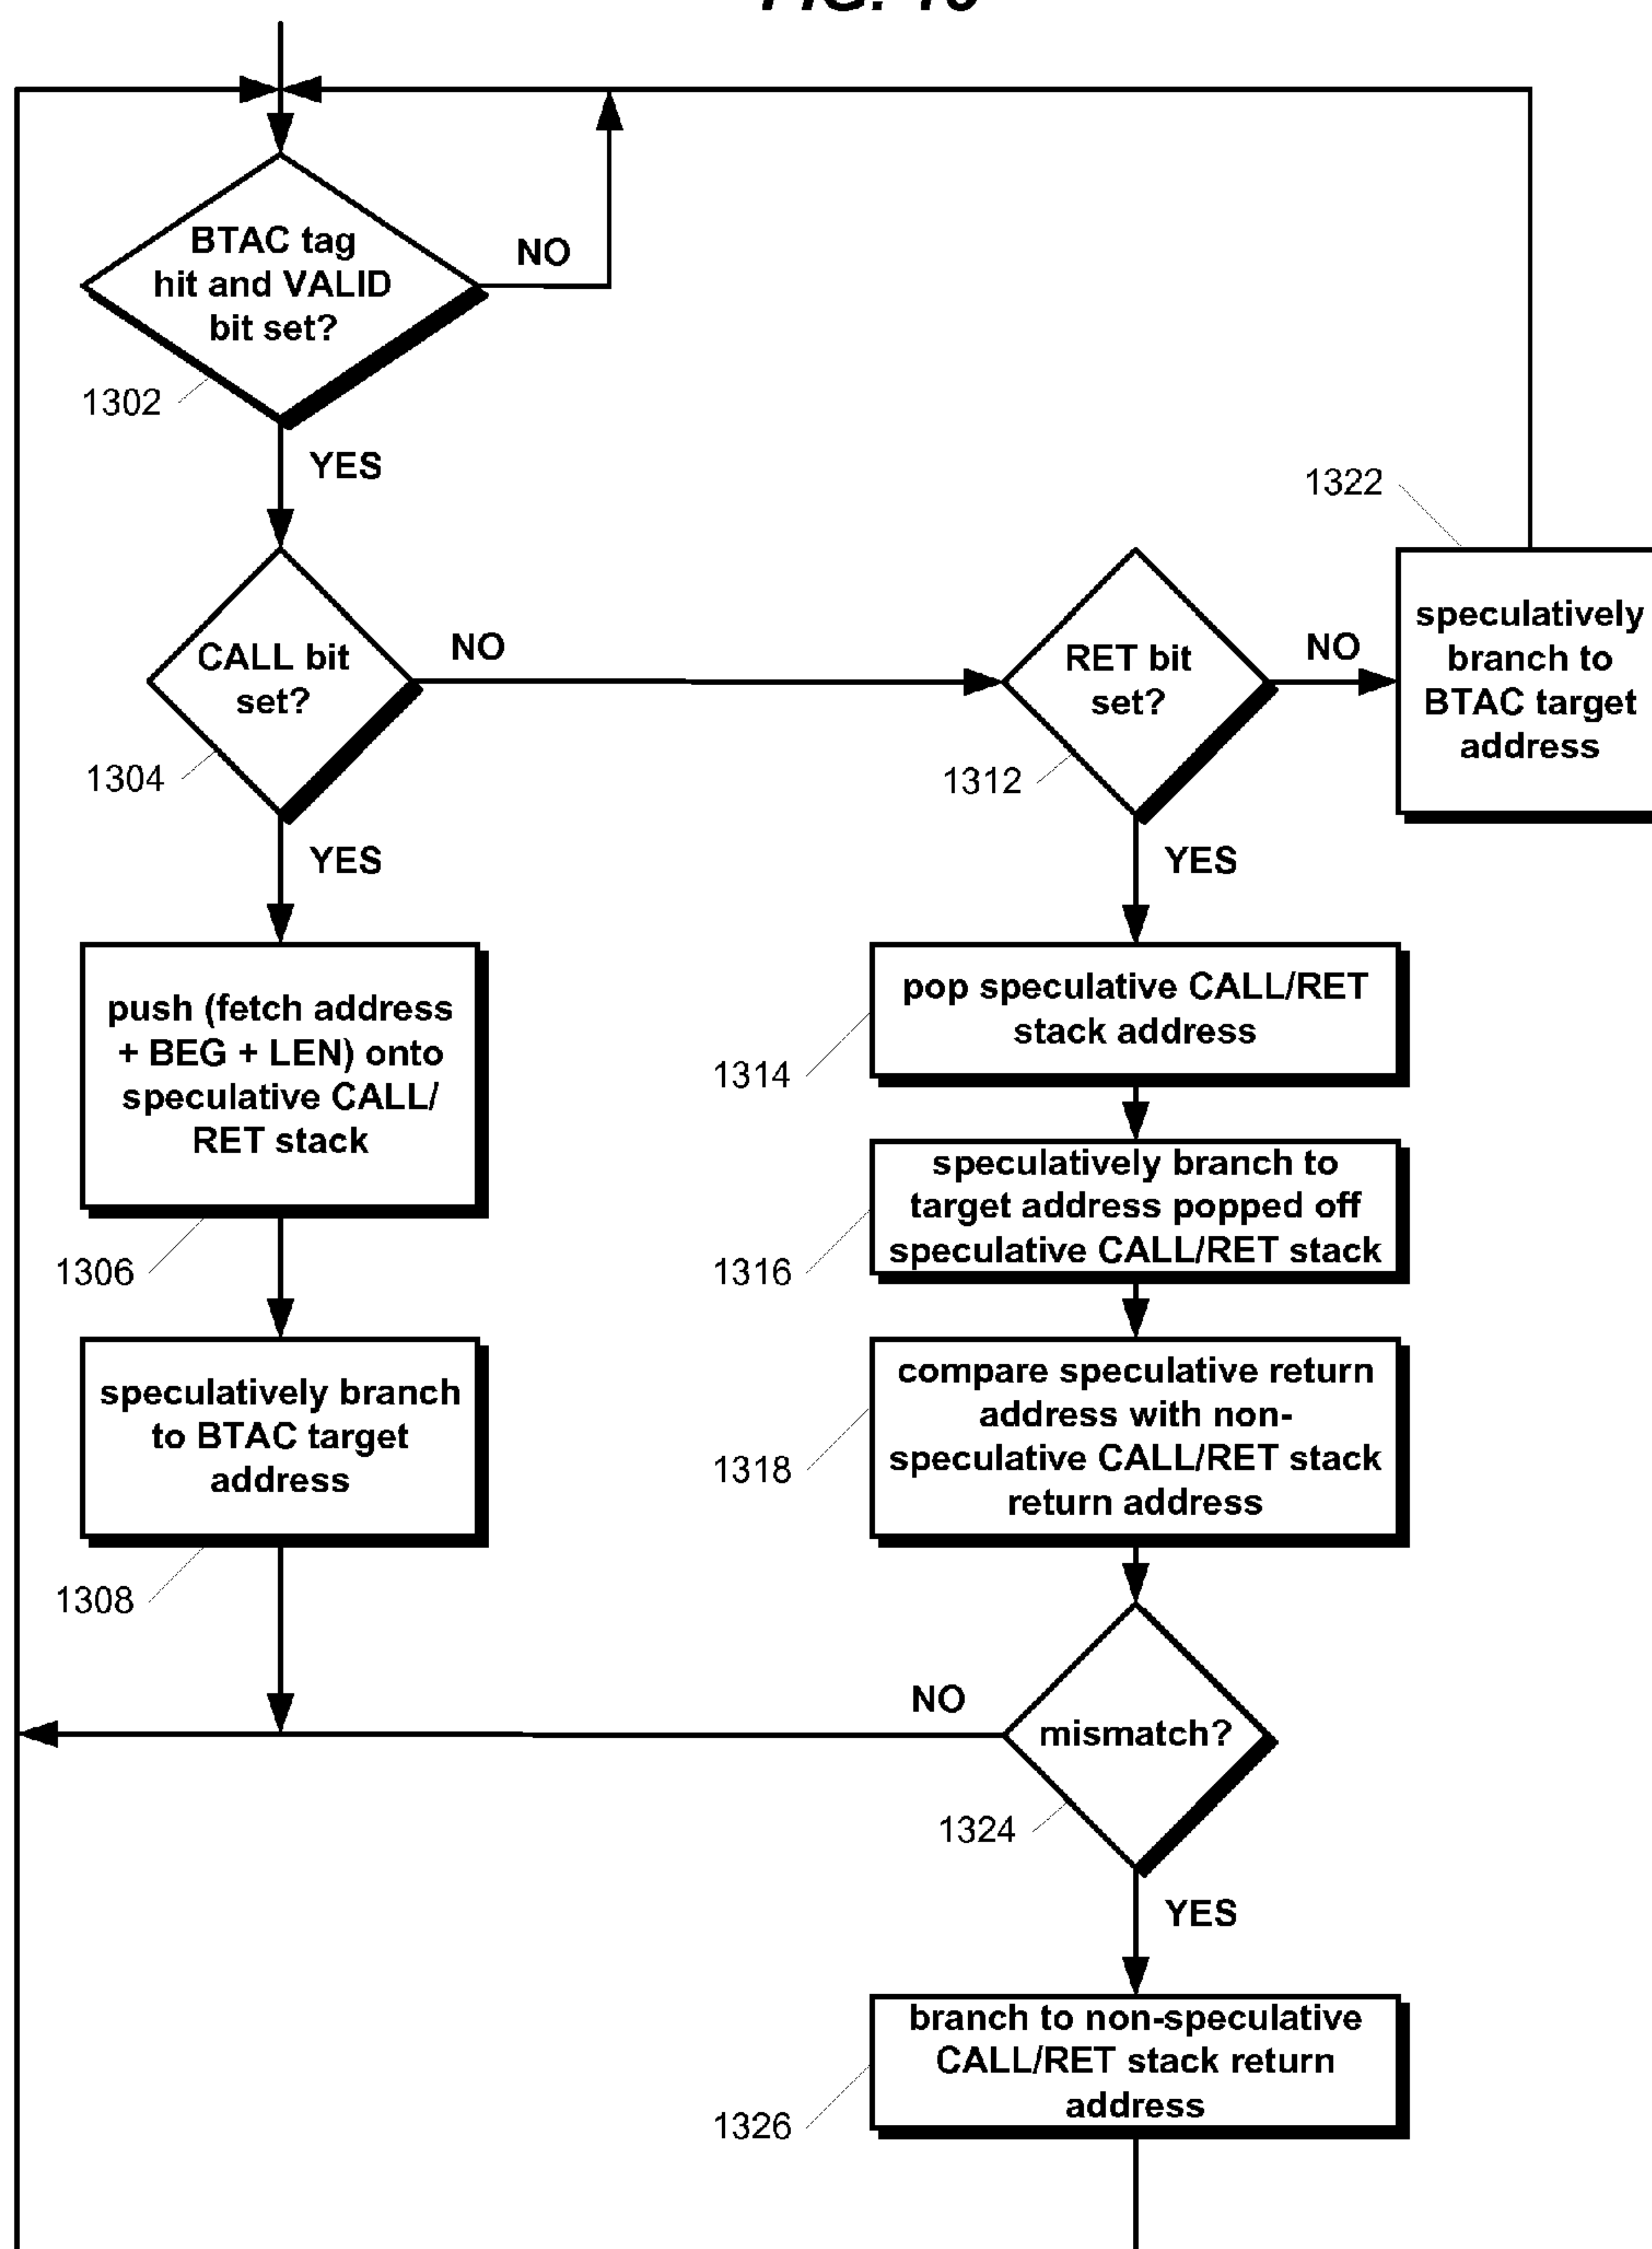 FIG.
BTAC tag
hit and VALID
bit set?
NO
1302
YES
1322
CALL bit
set?
NO
1304
RET bit
set?
NO
1312
speculatively
branch to
BTAC target
address
YES
YES
push (fetch address
+ BEG + LEN) onto
speculative CALL/
RET stack
1306
pop speculative CALL/RET
stack address
1314
speculatively branch to
target address popped off
speculative CALL/RET stack
1316
speculatively branch
to BTAC target
address
1308
compare speculative return
address with non-
speculative CALL/RET stack
return address
1318
NO
mismatch?
1324
YES
branch to non-speculative
CALL/RET stack return
address
1326